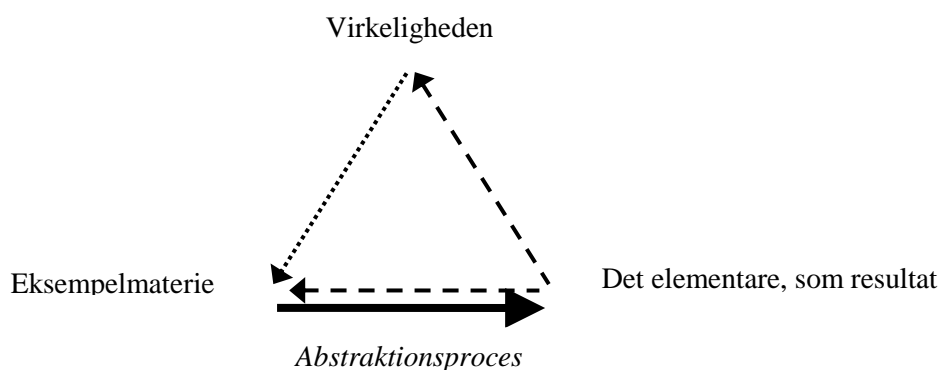 Virkeligheden
Eksempelmaterie
Det elementare, som resultat
Abstraktionsproces